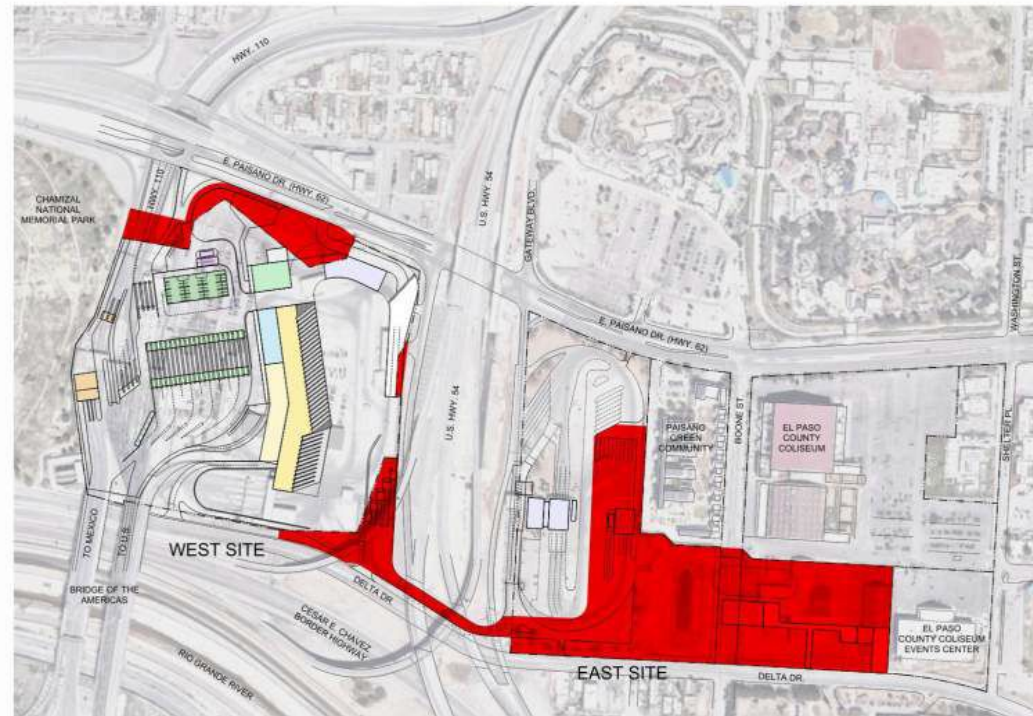 HWY. 110
E. PAISANO DR. (HWY. 62)
HWY. 110
CHAMIZAL
NATIONAL
MEMORIAL PARK
U.S. HWY. 54
GATEWAY BLVD.
WASHINGTON ST.
E. PAISANO DR. (HWY. 62)
U.S. HWY. 54
PAISANO
GREEN
COMMUNITY
BOONE ST.
EL PASO
COUNTY
COLISEUM
SHELTER PL.
TO MEXICO
TO U.S.
WEST SITE
BRIDGE OF THE
AMERICAS
DELTA DR.
CESAR E. CHAVEZ
BORDER HIGHWAY
RIO GRANDE RIVER
EAST SITE
DELTA DR.
EL PASO
COUNTY COLISEUM
EVENTS CENTER